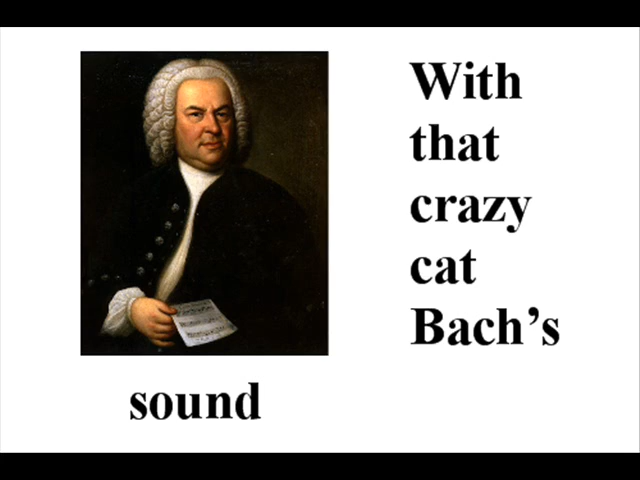 With
that
crazy
cat
Bach’s
sound